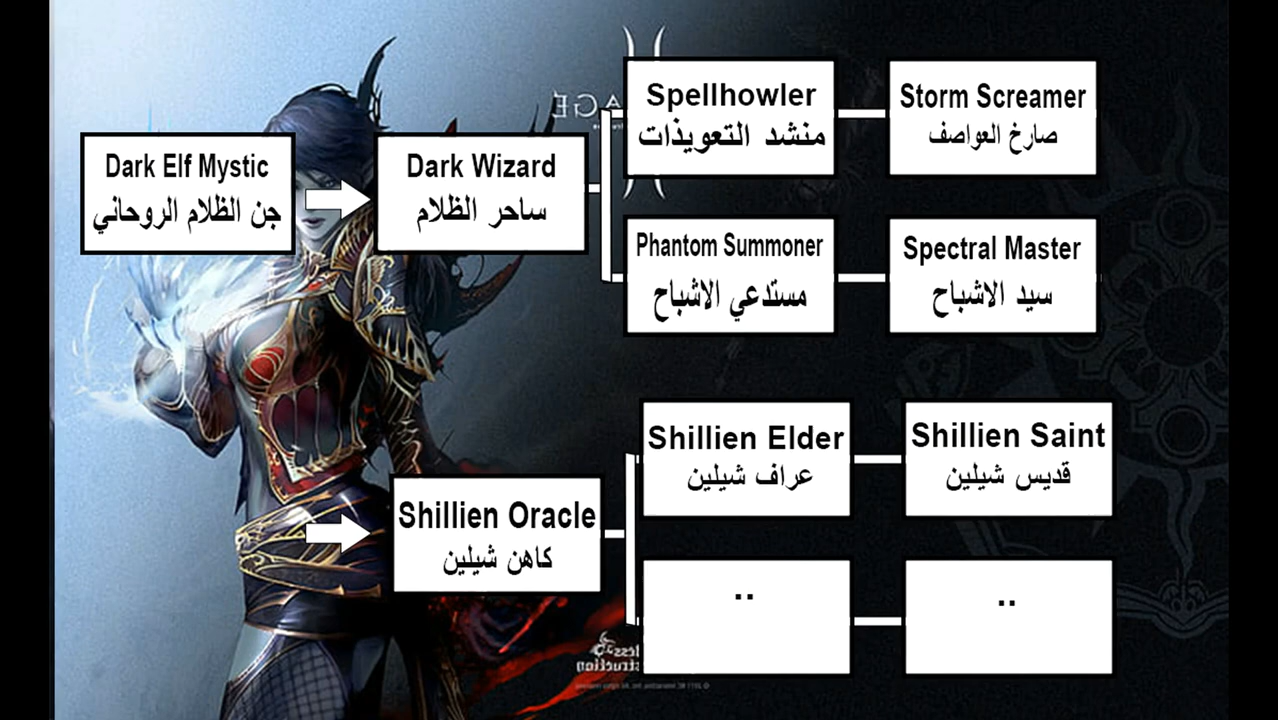 Dark Elf Mystic
جن الظلام الروحاني
Dark Wizard
ساحر الظلام
Spellhowler
منشد التعويذات
Storm Screamer
صارخ العواصف
Phantom Summoner
مستدعي الاشباح
Spectral Master
سيد الاشباح
Shillien Oracle
كاهن شيلين
Shillien Elder
عراف شيلين
Shillien Saint
قديس شيلين
..
..